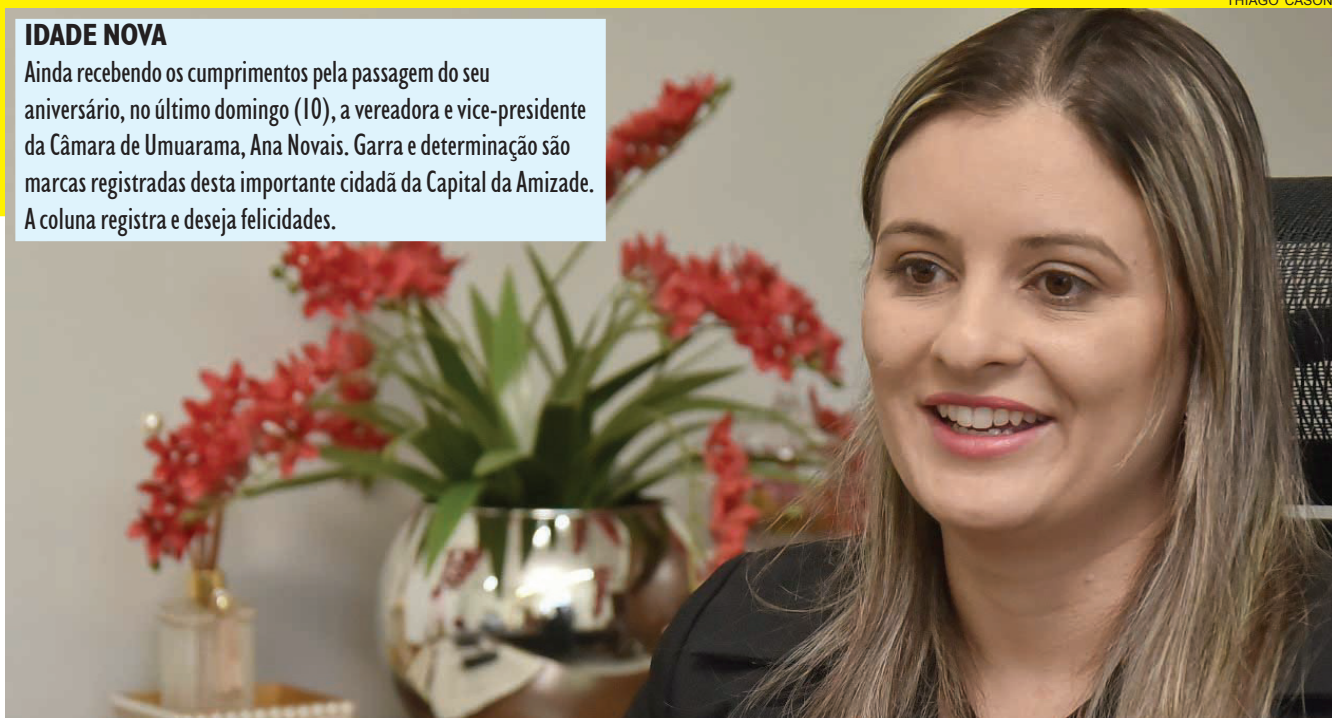 THIAGO CASON
IDADE NOVA
Ainda recebendo os cumprimentos pela passagem do seu
aniversário, no último domingo (10), a vereadora e vice-presidente
da Câmara de Umuarama, Ana Novais. Garra e determinação são
marcas registradas desta importante cidadã da Capital da Amizade.
A coluna registra e deseja felicidades.